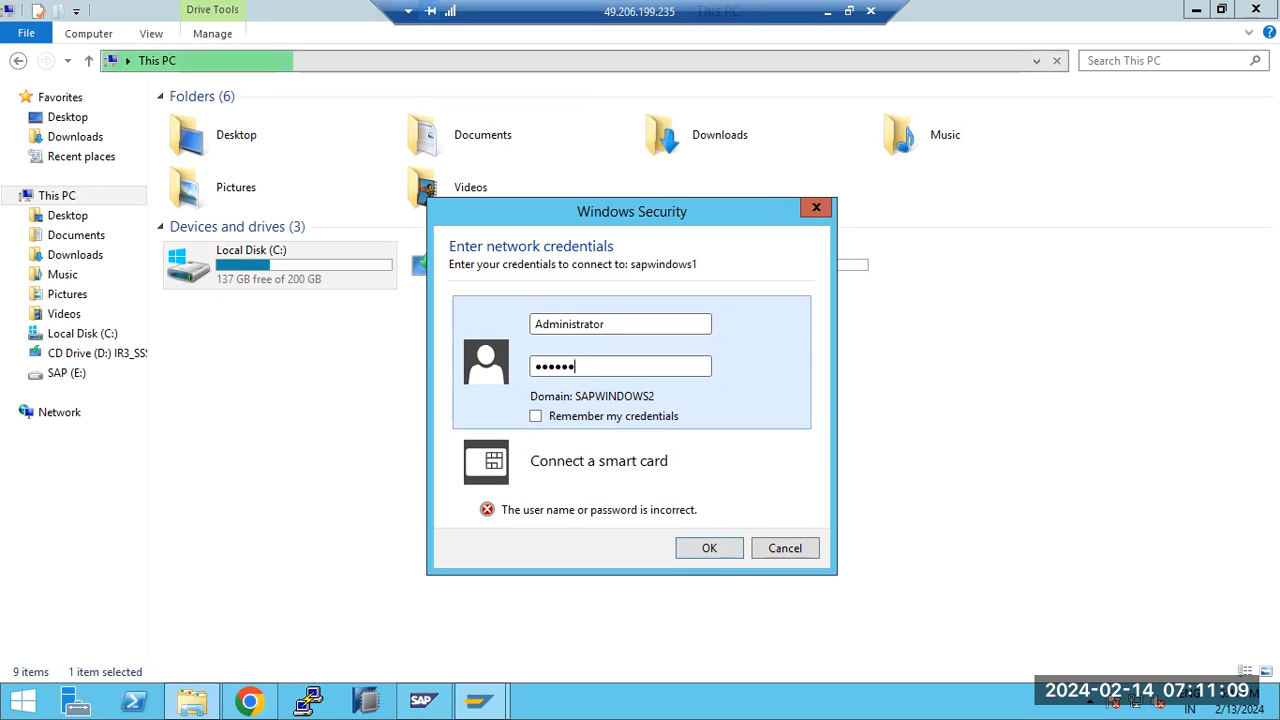 Drive Tools
49.206.199.235
This PC
File
Computer
View
Manage
This PC
Search This PC
Favorites
Desktop
Downloads
Recent places
This PC
Desktop
Documents
Downloads
Music
Pictures
Videos
Local Disk (C:)
CD Drive (D:) IR3_SSS
SAP (E:)
Network
Folders (6)
Desktop
Documents
Downloads
Music
Pictures
Videos
Devices and drives (3)
Local Disk (C:)
137 GB free of 200 GB
Windows Security
Enter network credentials
Enter your credentials to connect to: sapwindows1
Administrator
••••••
Domain: SAPWINDOWS2
Remember my credentials
Connect a smart card
The user name or password is incorrect.
OK
Cancel
9 items
1 item selected
SAP
2024-02-14 07:11:09
IN
2/13/2024